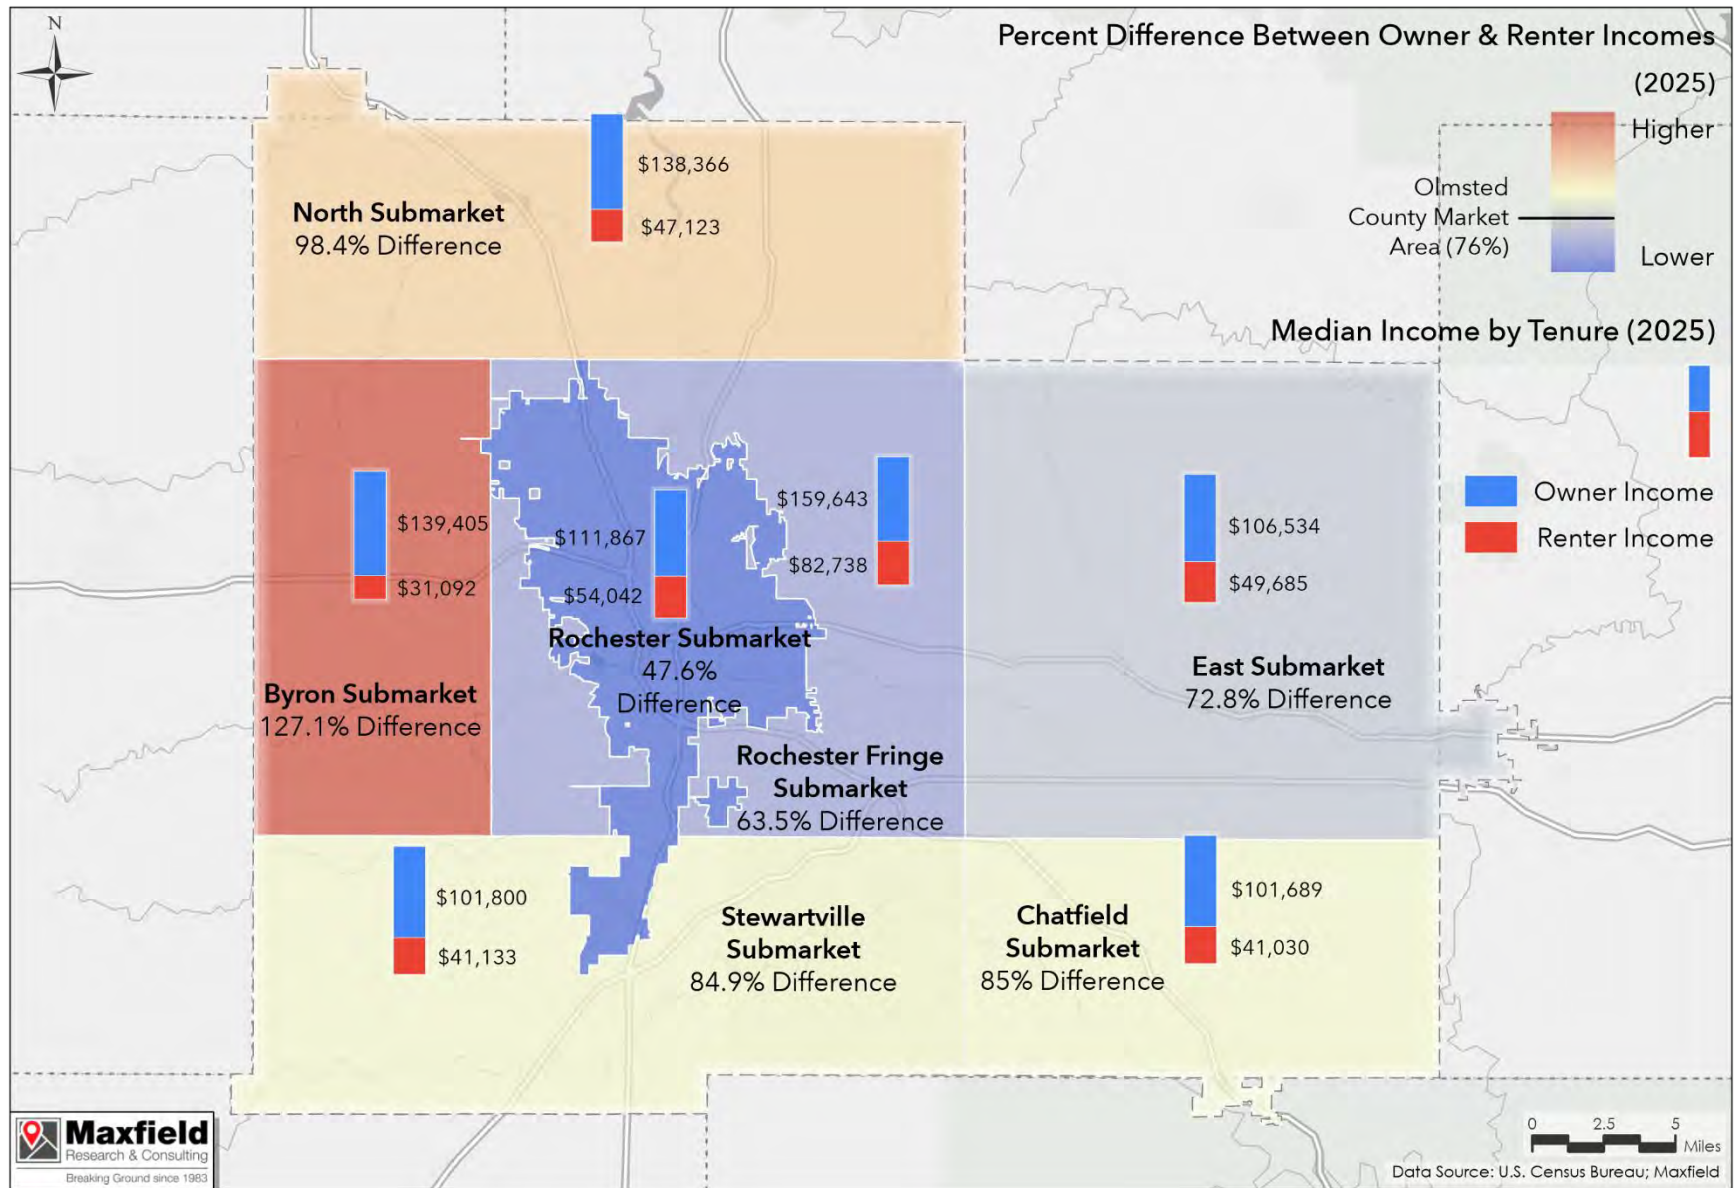 Percent Difference Between Owner & Renter Incomes
(2025)
Higher
Olmsted
County Market
Area (76%)
Lower
Median Income by Tenure (2025)
Owner Income
Renter Income
N
$138,366
$47,123
North Submarket
98.4% Difference
$139,405
$31,092
Byron Submarket
127.1% Difference
$111,867
$54,042
Rochester Submarket
47.6%
Difference
$159,643
$82,738
Rochester Fringe
Submarket
63.5% Difference
$106,534
$49,685
East Submarket
72.8% Difference
$101,800
$41,133
Stewartville
Submarket
84.9% Difference
Chatfield
Submarket
85% Difference
$101,689
$41,030
Maxfield
Research & Consulting
Breaking Ground since 1983
0 2.5 5
Miles
Data Source: U.S. Census Bureau; Maxfield